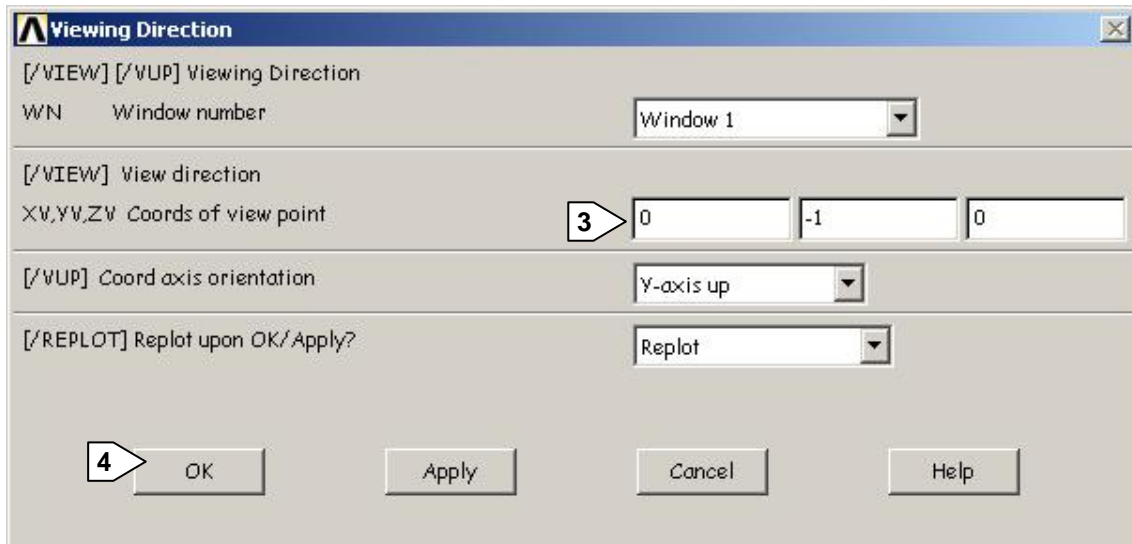 Viewing Direction
[/VIEW] [/VUP] Viewing Direction
WN Window number Window 1
[/VIEW] View direction
XV,YV,ZV Coords of view point 3 0 -1 0
[/VUP] Coord axis orientation Y-axis up
[/REPLOT] Replot upon OK/Apply? Replot
4 OK Apply Cancel Help